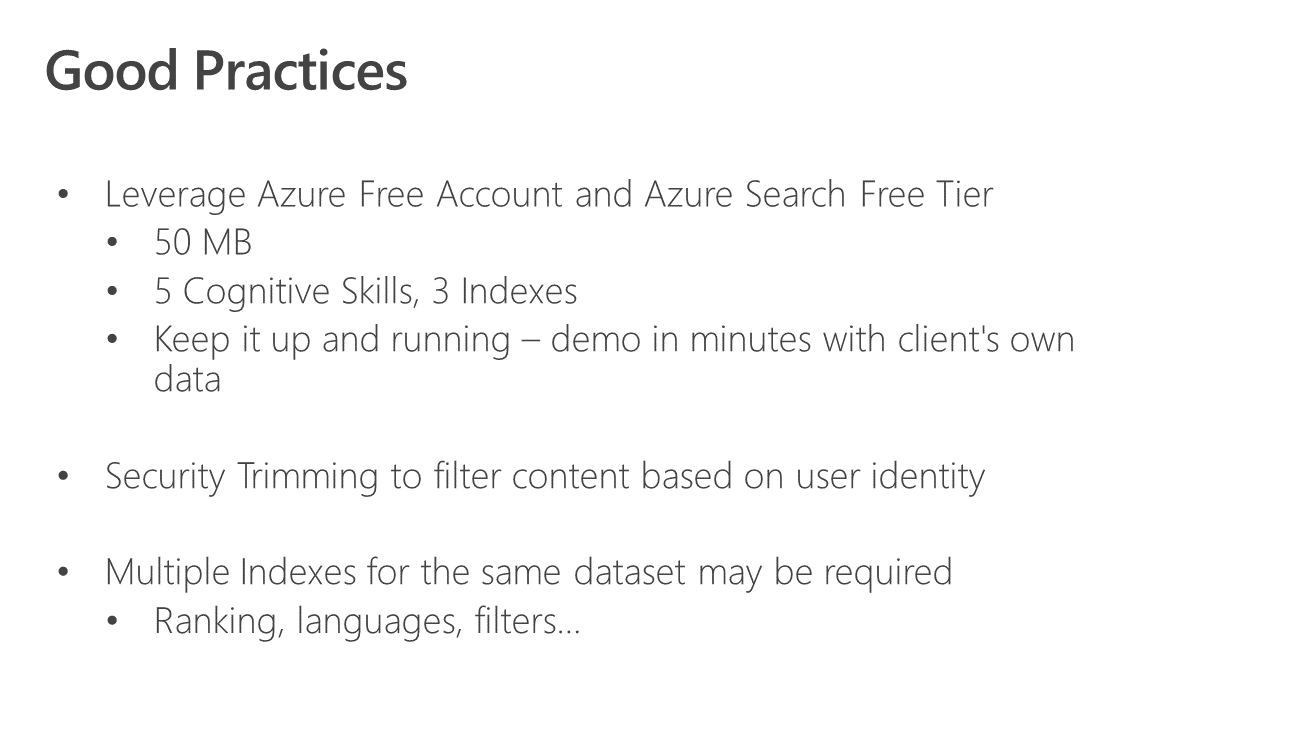 Good Practices
• Leverage Azure Free Account and Azure Search Free Tier
• 50 MB
• 5 Cognitive Skills, 3 Indexes
• Keep it up and running – demo in minutes with client's own
data
• Security Trimming to filter content based on user identity
• Multiple Indexes for the same dataset may be required
• Ranking, languages, filters...